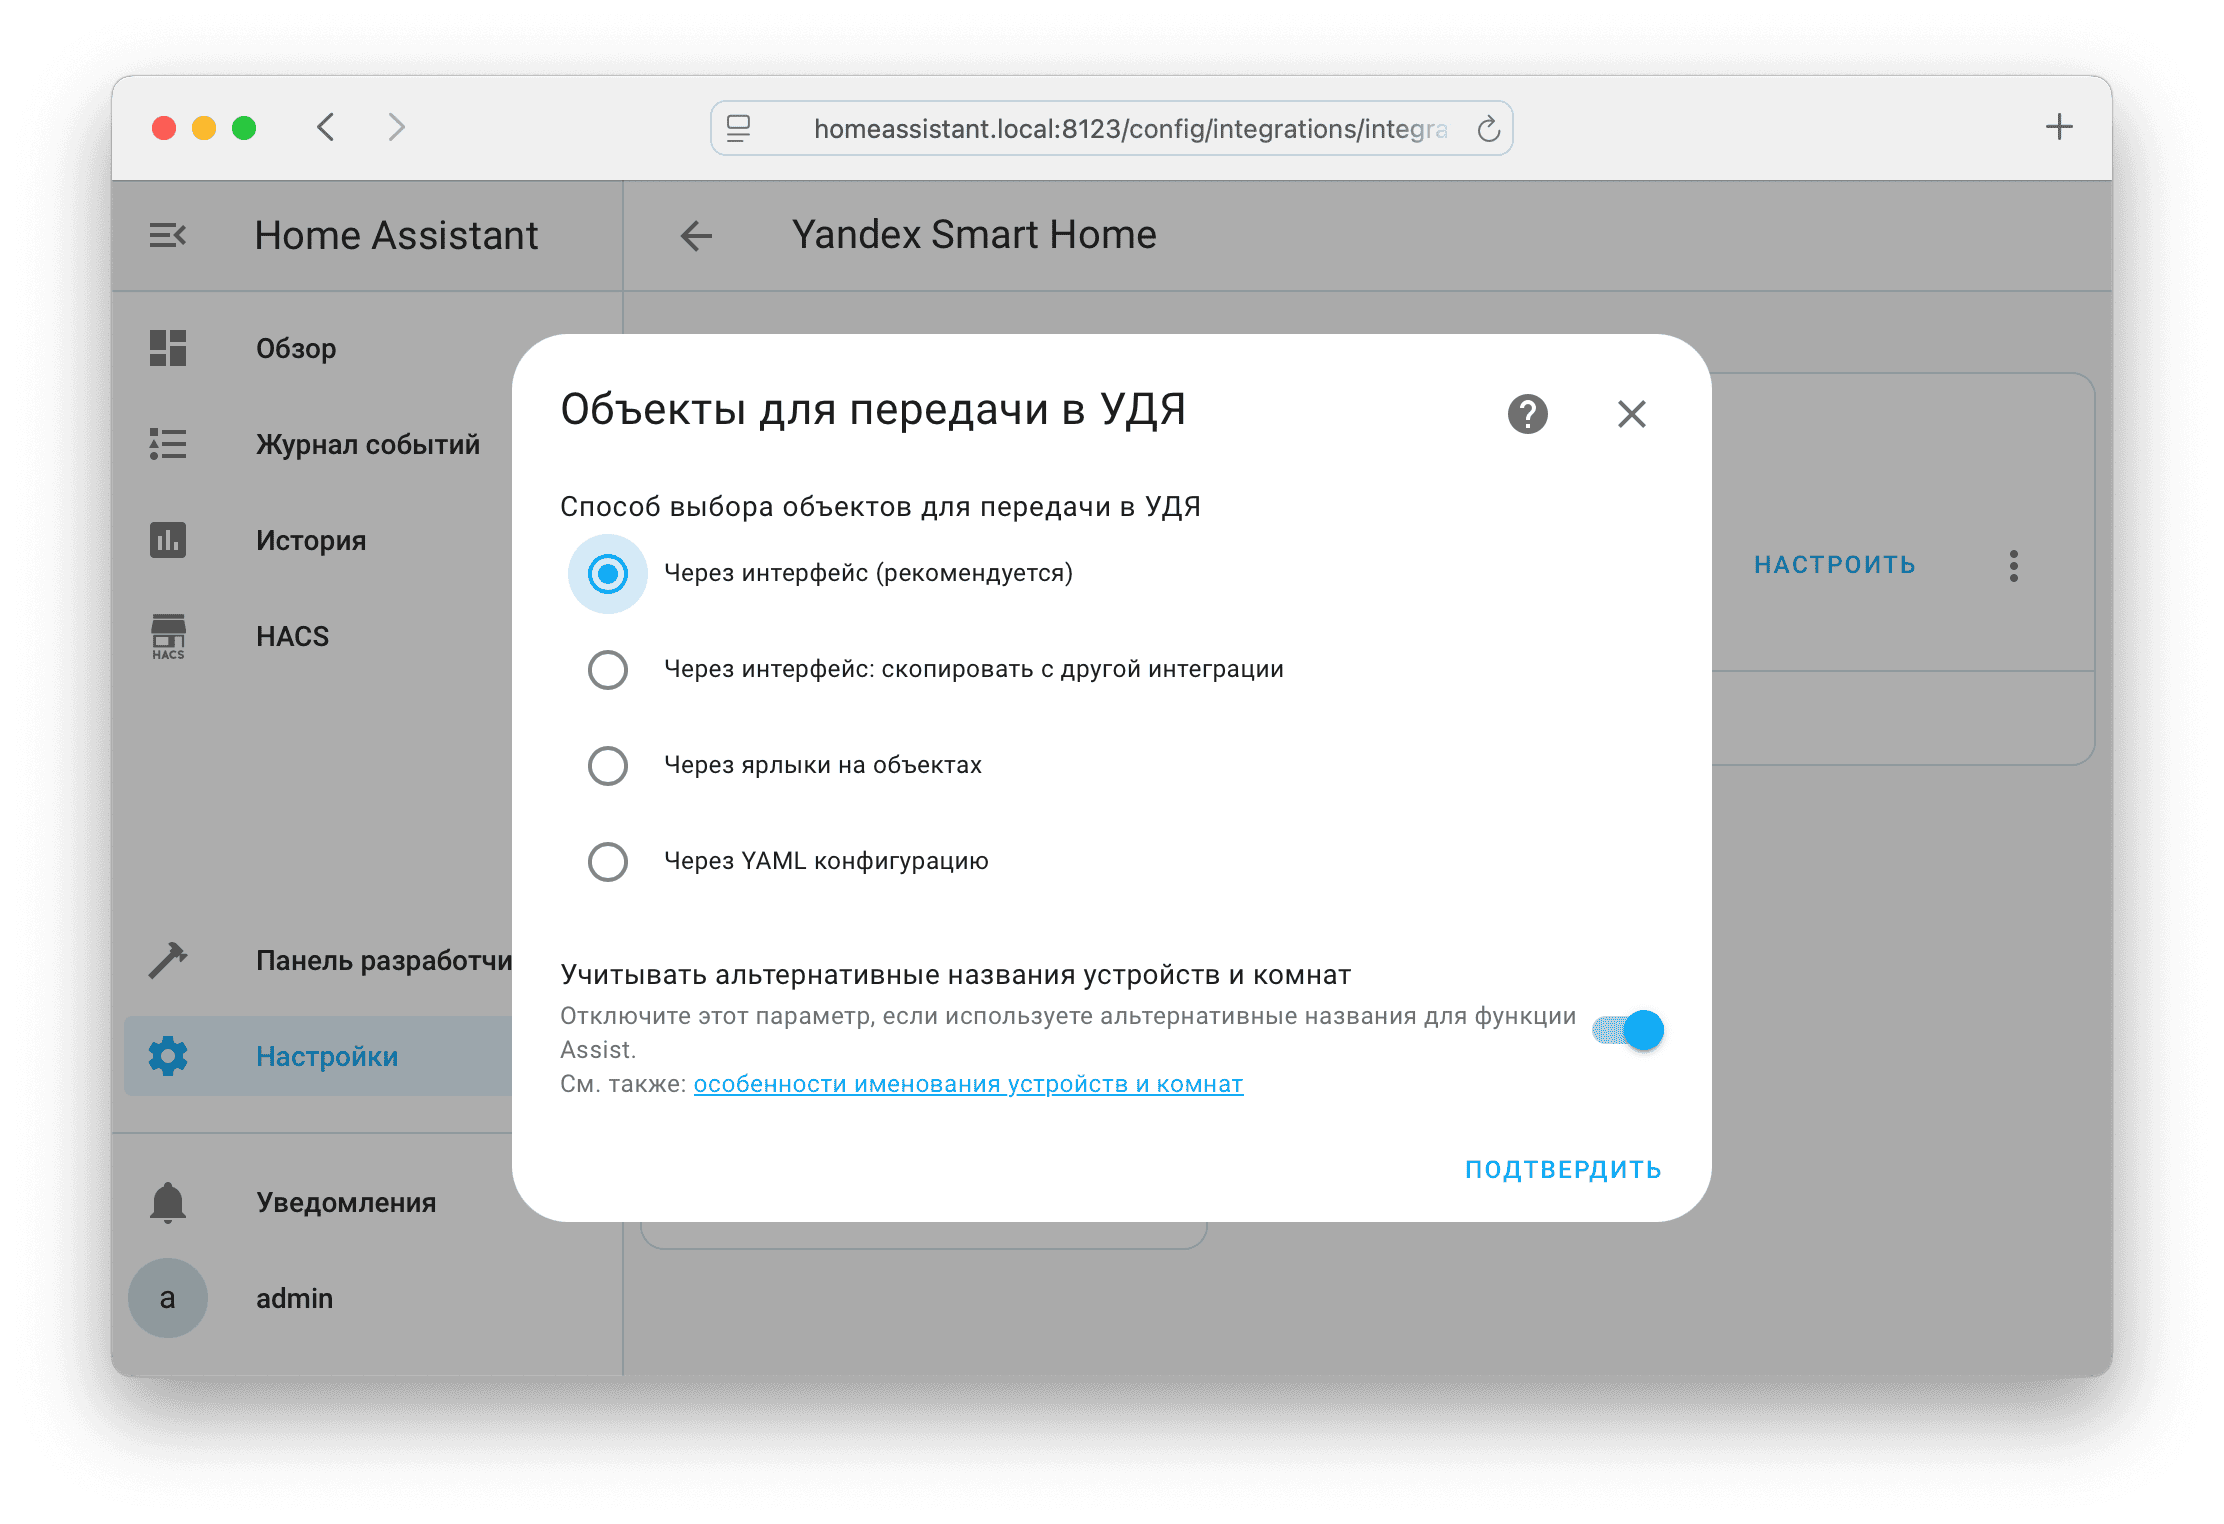 homeassistant.local:8123/config/integrations/integra
Home Assistant
Yandex Smart Home
Обзор
Журнал событий
История
HACS
HACS
Панель разработчи
Настройки
Уведомления
a
admin
НАСТРОИТЬ
Объекты для передачи в УДЯ
Способ выбора объектов для передачи в УДЯ
Через интерфейс (рекомендуется)
Через интерфейс: скопировать с другой интеграции
Через ярлыки на объектах
Через YAML конфигурацию
Учитывать альтернативные названия устройств и комнат
Отключите этот параметр, если используете альтернативные названия для функции
Assist.
См. также: особенности именования устройств и комнат
ПОДТВЕРДИТЬ